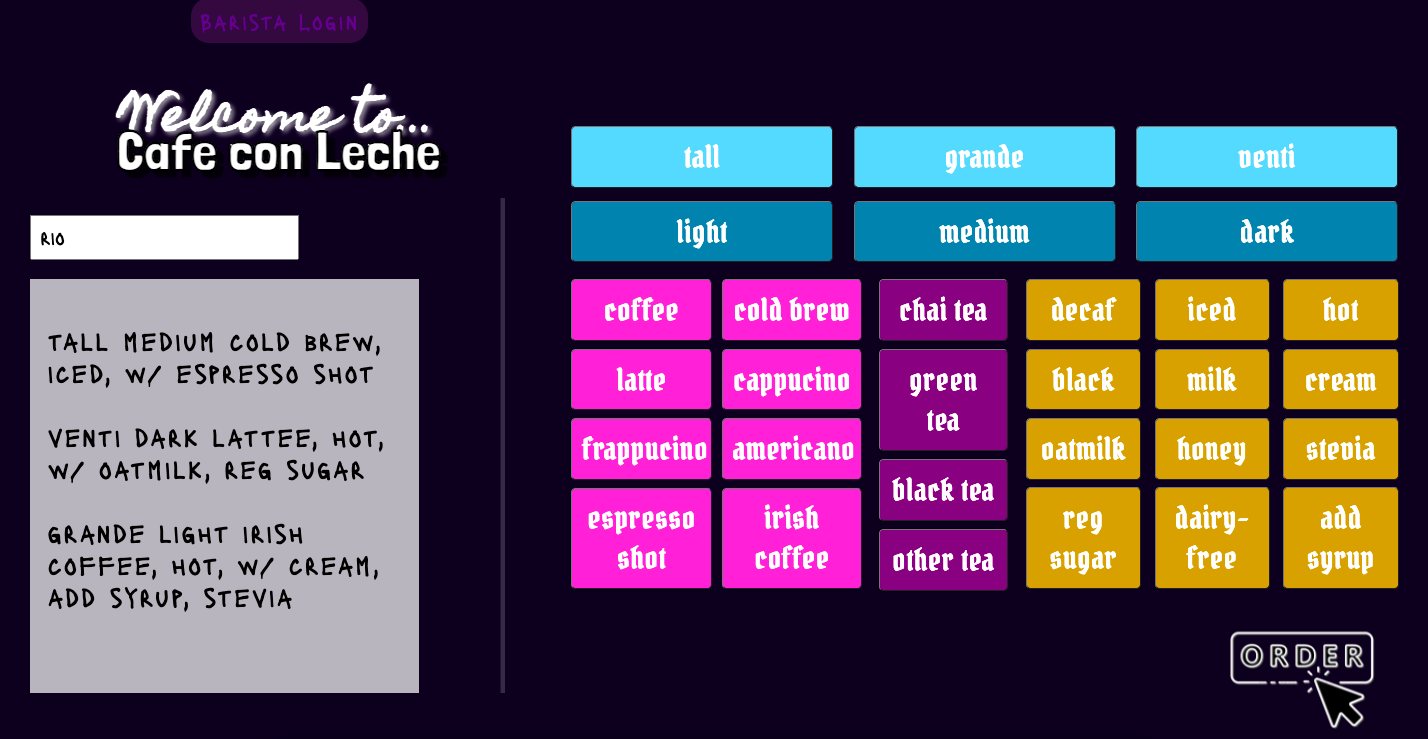 BARISTA LOGIN
Welcome to...
Cafe con Leche
RIO
TALL MEDIUM COLD BREW,
ICED, W/ ESPRESSO SHOT
VENTI DARK LATTEE, HOT,
W/ OATMILK, REG SUGAR
GRANDE LIGHT IRISH
COFFEE, HOT, W/ CREAM,
ADD SYRUP, STEVIA
tall
grande
venti
light
medium
dark
coffee
cold brew
chai tea
decaf
iced
hot
latte
cappucino
green
tea
black
milk
cream
frappucino
americano
black tea
oatmilk
honey
stevia
espresso
shot
irish
coffee
other tea
reg
sugar
dairy-
free
add
syrup
ORDER